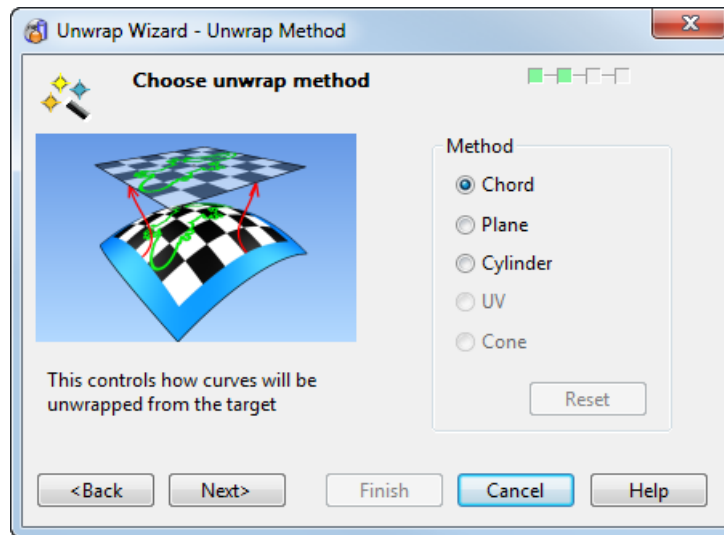 Unwrap Wizard - Unwrap Method
Choose unwrap method
Method
Chord
Plane
Cylinder
UV
Cone
Reset
This controls how curves will be
unwrapped from the target
<Back
Next>
Finish
Cancel
Help